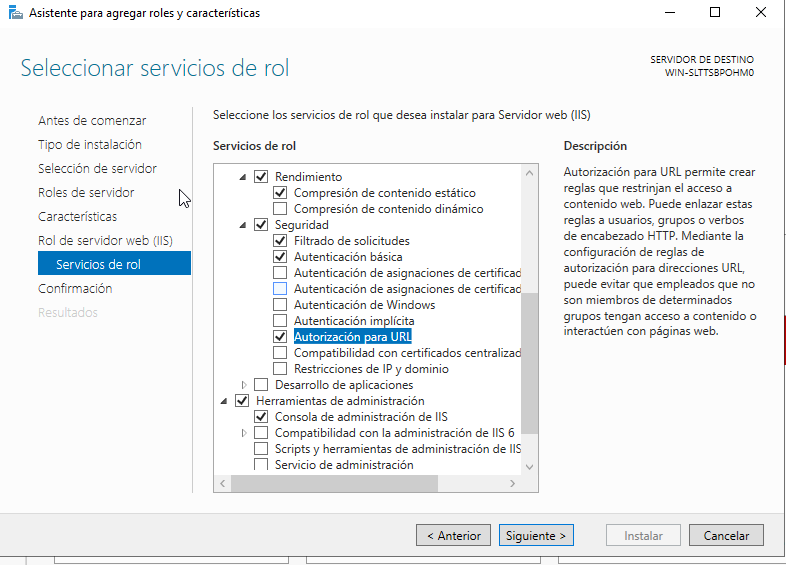 Asistente para agregar roles y características
Seleccionar servicios de rol
SERVIDOR DE DESTINO
WIN-SLTTSBPOHM0
Antes de comenzar
Tipo de instalación
Selección de servidor
Roles de servidor
Características
Rol de servidor web (IIS)
Servicios de rol
Confirmación
Resultados
Seleccione los servicios de rol que desea instalar para Servidor web (IIS)
Servicios de rol
Rendimiento
Compresión de contenido estático
Compresión de contenido dinámico
Seguridad
Filtrado de solicitudes
Autenticación básica
Autenticación de asignaciones de certificad
Autenticación de asignaciones de certificad
Autenticación de Windows
Autenticación implícita
Autorización para URL
Compatibilidad con certificados centralizad
Restricciones de IP y dominio
Desarrollo de aplicaciones
Herramientas de administración
Consola de administración de IIS
Compatibilidad con la administración de IIS 6
Scripts y herramientas de administración de IIS
Servicio de administración
Descripción
Autorización para URL permite crear
reglas que restrinjan el acceso a
contenido web. Puede enlazar estas
reglas a usuarios, grupos o verbos
de encabezado HTTP. Mediante la
configuración de reglas de
autorización para direcciones URL,
puede evitar que empleados que no
son miembros de determinados
grupos tengan acceso a contenido o
interactúen con páginas web.
< Anterior
Siguiente >
Instalar
Cancelar